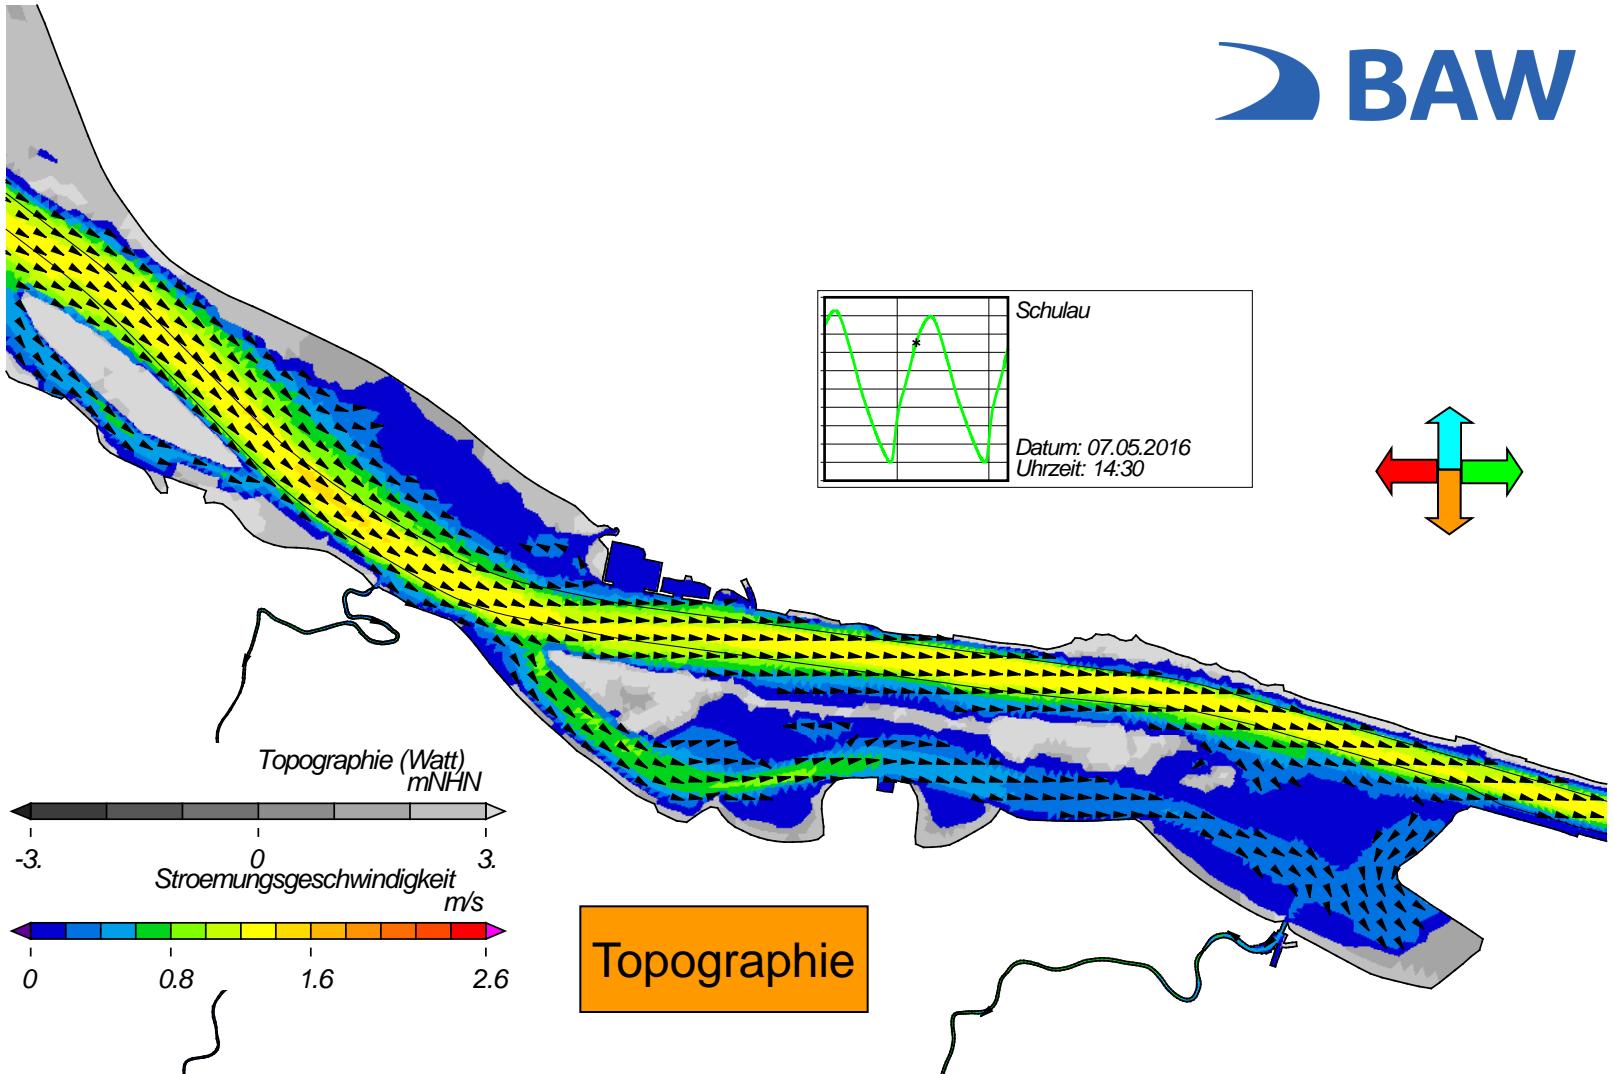 BAW
Schulau
Datum: 07.05.2016
Uhrzeit: 14:30
Topographie (Watt)
mNHN
-3. 0 3.
Stroemungsgeschwindigkeit
m/s
0 0.8 1.6 2.6
Topographie